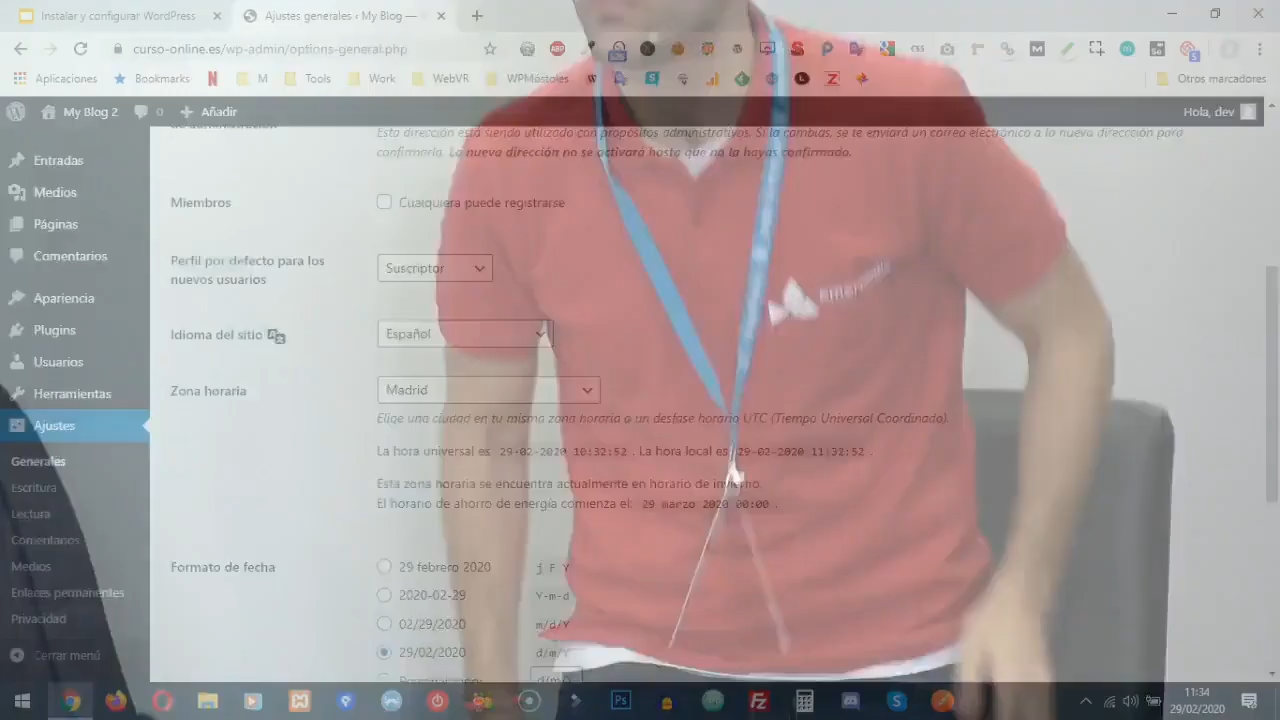 Instalar y configurar WordPress
Ajustes generales ‹ My Blog —
curso-online.es/wp-admin/options-general.php
Aplicaciones
Bookmarks
M
Tools
Work
WebVR
WPMóstoles
Otros marcadores
My Blog 2
0
Añadir
Hola, dev
Entradas
Medios
Páginas
Comentarios
Apariencia
Plugins
Usuarios
Herramientas
Ajustes
Generales
Escritura
Lectura
Comentarios
Medios
Enlaces permanentes
Privacidad
Cerrar menú
de administración
Esta dirección está siendo utilizada con propósitos administrativos. Si la cambias, se te enviará un correo electrónico a la nueva dirección para
confirmarla. La nueva dirección no se activará hasta que no la hayas confirmado.
Miembros
Cualquiera puede registrarse
Perfil por defecto para los
nuevos usuarios
Suscriptor
Idioma del sitio
Español
Zona horaria
Madrid
Elige una ciudad en tu misma zona horaria o un desfase horario UTC (Tiempo Universal Coordinado).
La hora universal es 29-02-2020 10:32:52 . La hora local es 29-02-2020 11:32:52 .
Esta zona horaria se encuentra actualmente en horario de invierno.
El horario de ahorro de energía comienza el: 29 marzo 2020 00:00 .
Formato de fecha
29 febrero 2020 j F Y
2020-02-29 Y-m-d
02/29/2020 m/d/Y
29/02/2020 d/m/Y
11:34
29/02/2020